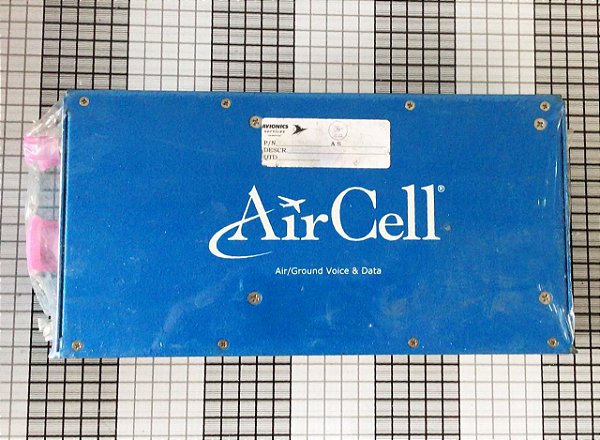 AVIONICS
SERVICES
P/N A S
DESCR
QTD
AirCell®
Air/Ground Voice & Data